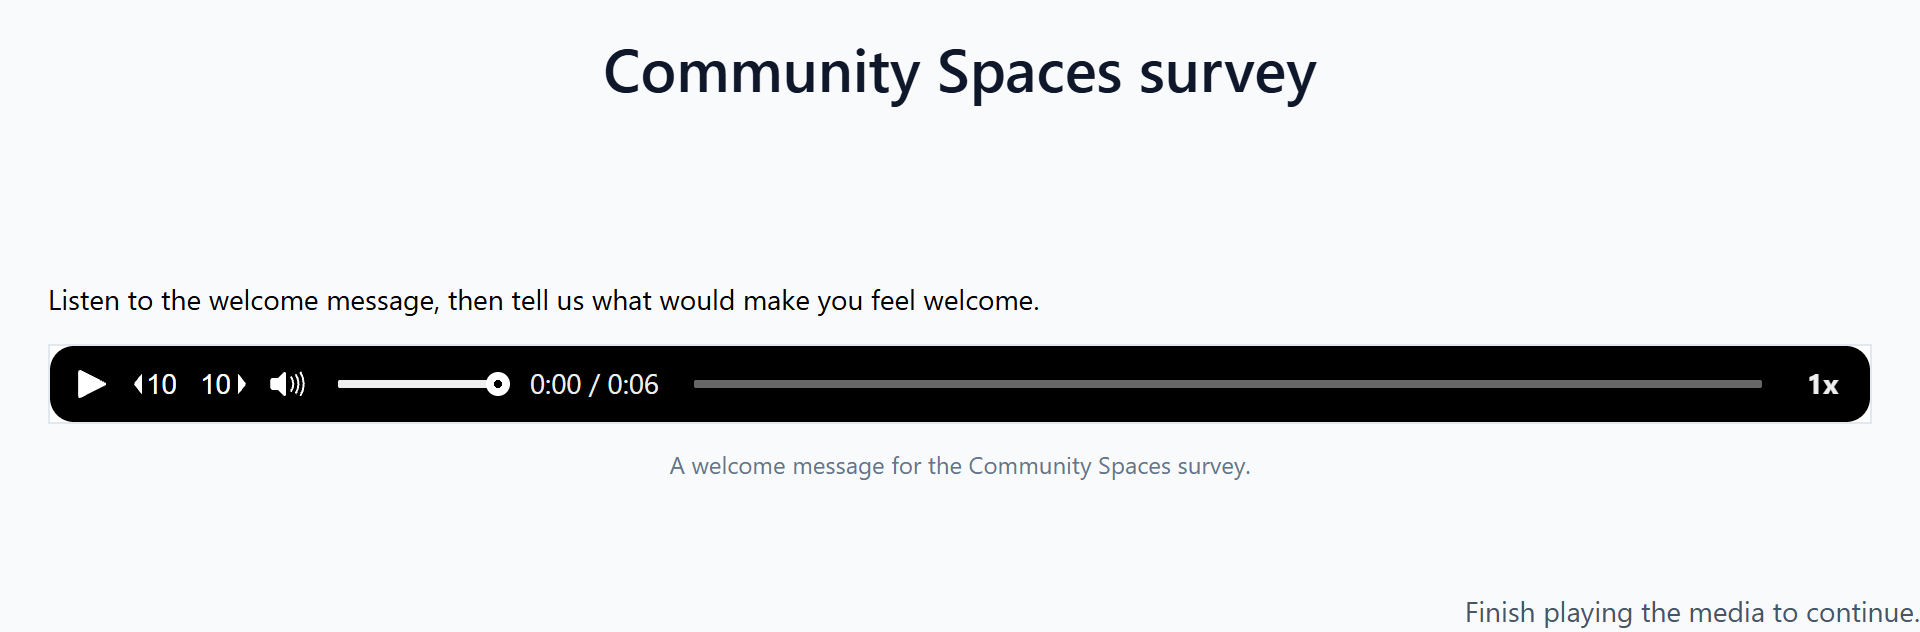 Community Spaces survey
Listen to the welcome message, then tell us what would make you feel welcome.
10 10 0:00 / 0:06 1x
A welcome message for the Community Spaces survey.
Finish playing the media to continue.